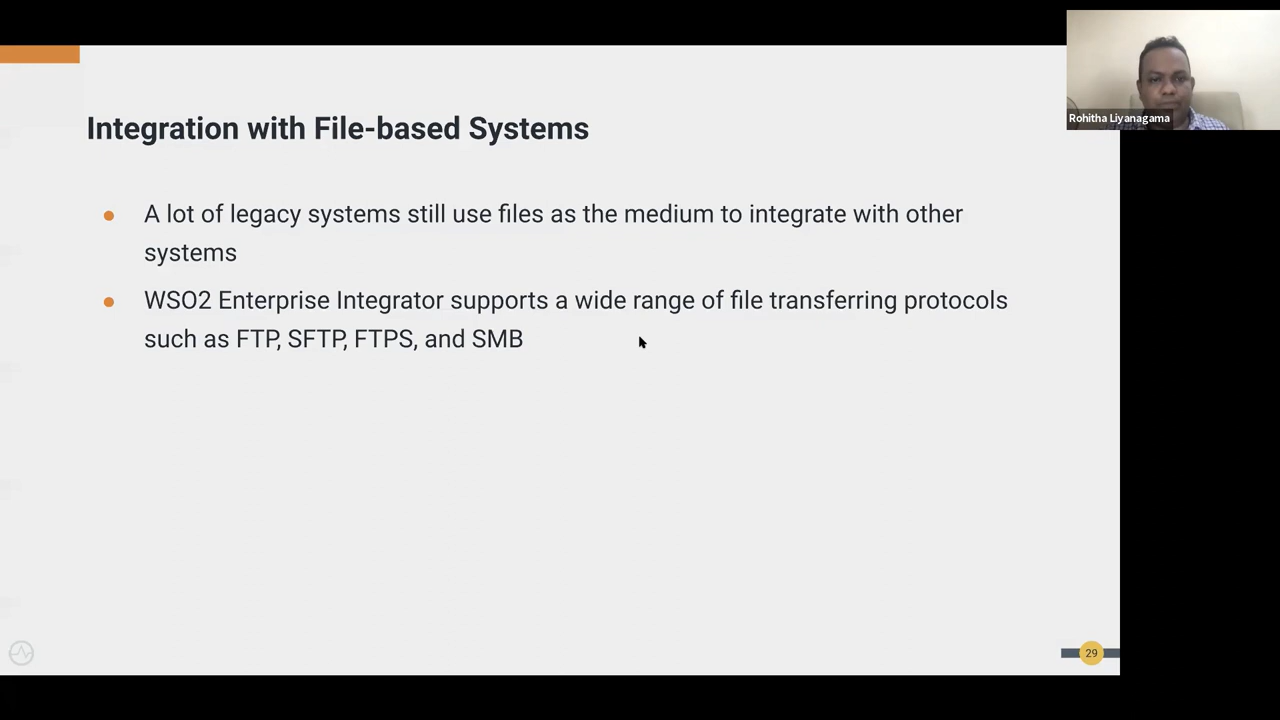 Rohitha Liyanagama
Integration with File-based Systems
A lot of legacy systems still use files as the medium to integrate with other
systems
WSO2 Enterprise Integrator supports a wide range of file transferring protocols
such as FTP, SFTP, FTPS, and SMB
29